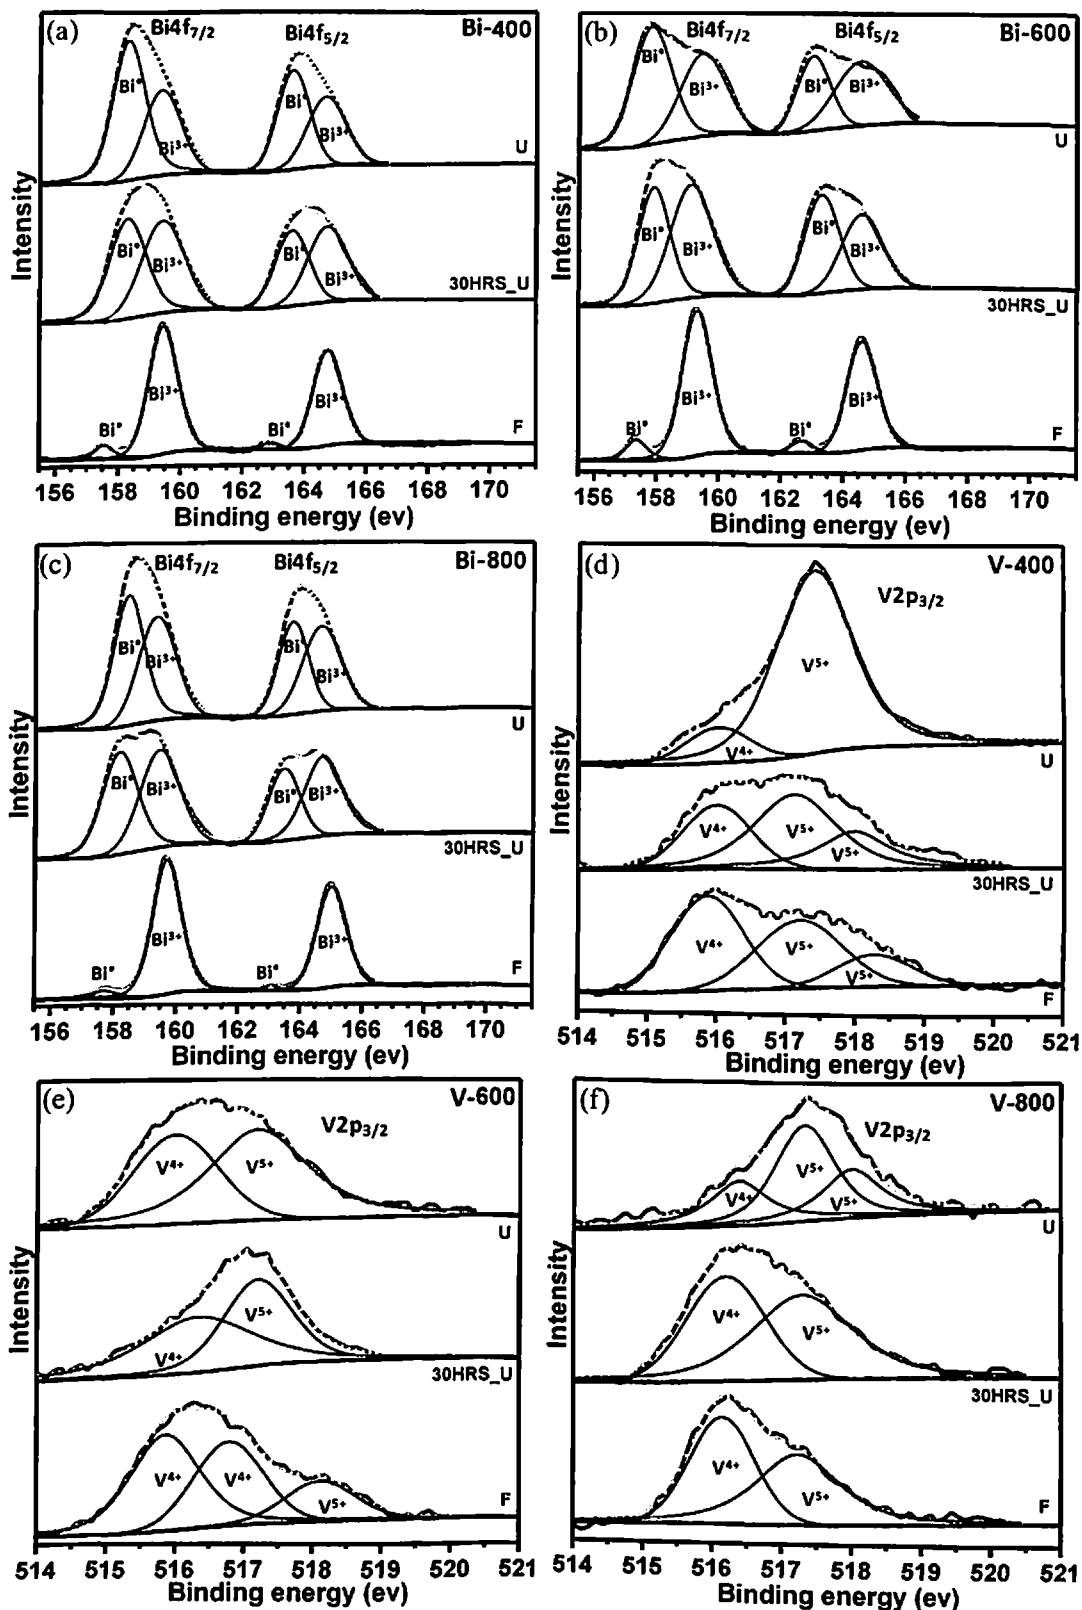 (a) Bi4f7/2 Bi4f5/2 Bi-400
Bi° Bi3+ Bi° Bi3+ U
Bi° Bi3+ Bi° Bi3+ 30HRS_U
Bi° Bi3+ Bi° Bi3+ F
Intensity
156 158 160 162 164 166 168 170
Binding energy (ev)
(b) Bi4f7/2 Bi4f5/2 Bi-600
Bi° Bi3+ Bi° Bi3+ U
Bi° Bi3+ Bi° Bi3+ 30HRS_U
Bi° Bi3+ Bi° Bi3+ F
Intensity
156 158 160 162 164 166 168 170
Binding energy (ev)
(c) Bi4f7/2 Bi4f5/2 Bi-800
Bi° Bi3+ Bi° Bi3+ U
Bi° Bi3+ Bi° Bi3+ 30HRS_U
Bi° Bi3+ Bi° Bi3+ F
Intensity
156 158 160 162 164 166 168 170
Binding energy (ev)
(d) V2p3/2 V-400
V5+ V4+ U
V4+ V5+ V5+ 30HRS_U
V4+ V5+ V5+ F
Intensity
514 515 516 517 518 519 520 521
Binding energy (ev)
(e) V2p3/2 V-600
V4+ V5+ U
V4+ V5+ 30HRS_U
V4+ V4+ V5+ F
Intensity
514 515 516 517 518 519 520 521
Binding energy (ev)
(f) V2p3/2 V-800
V4+ V5+ V5+ U
V4+ V5+ 30HRS_U
V4+ V5+ F
Intensity
514 515 516 517 518 519 520 521
Binding energy (ev)